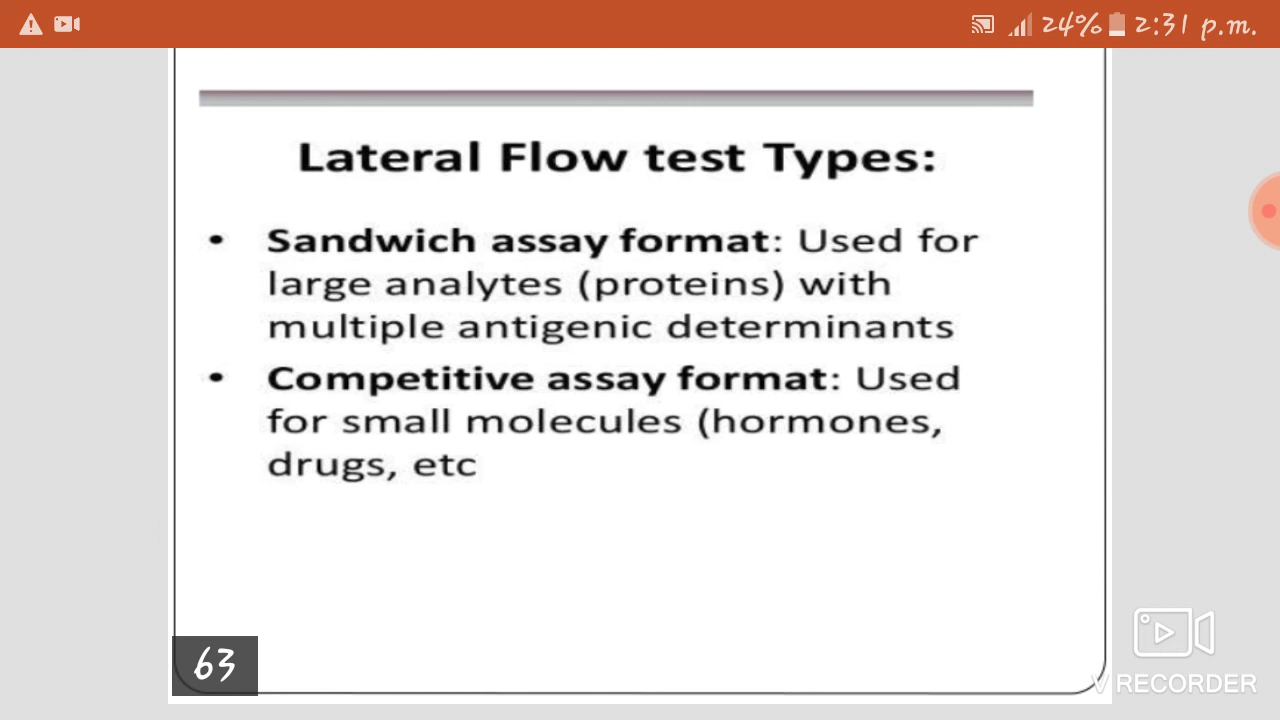 24% 2:31 p.m.
Lateral Flow test Types:
• Sandwich assay format: Used for
large analytes (proteins) with
multiple antigenic determinants
• Competitive assay format: Used
for small molecules (hormones,
drugs, etc
63
V RECORDER